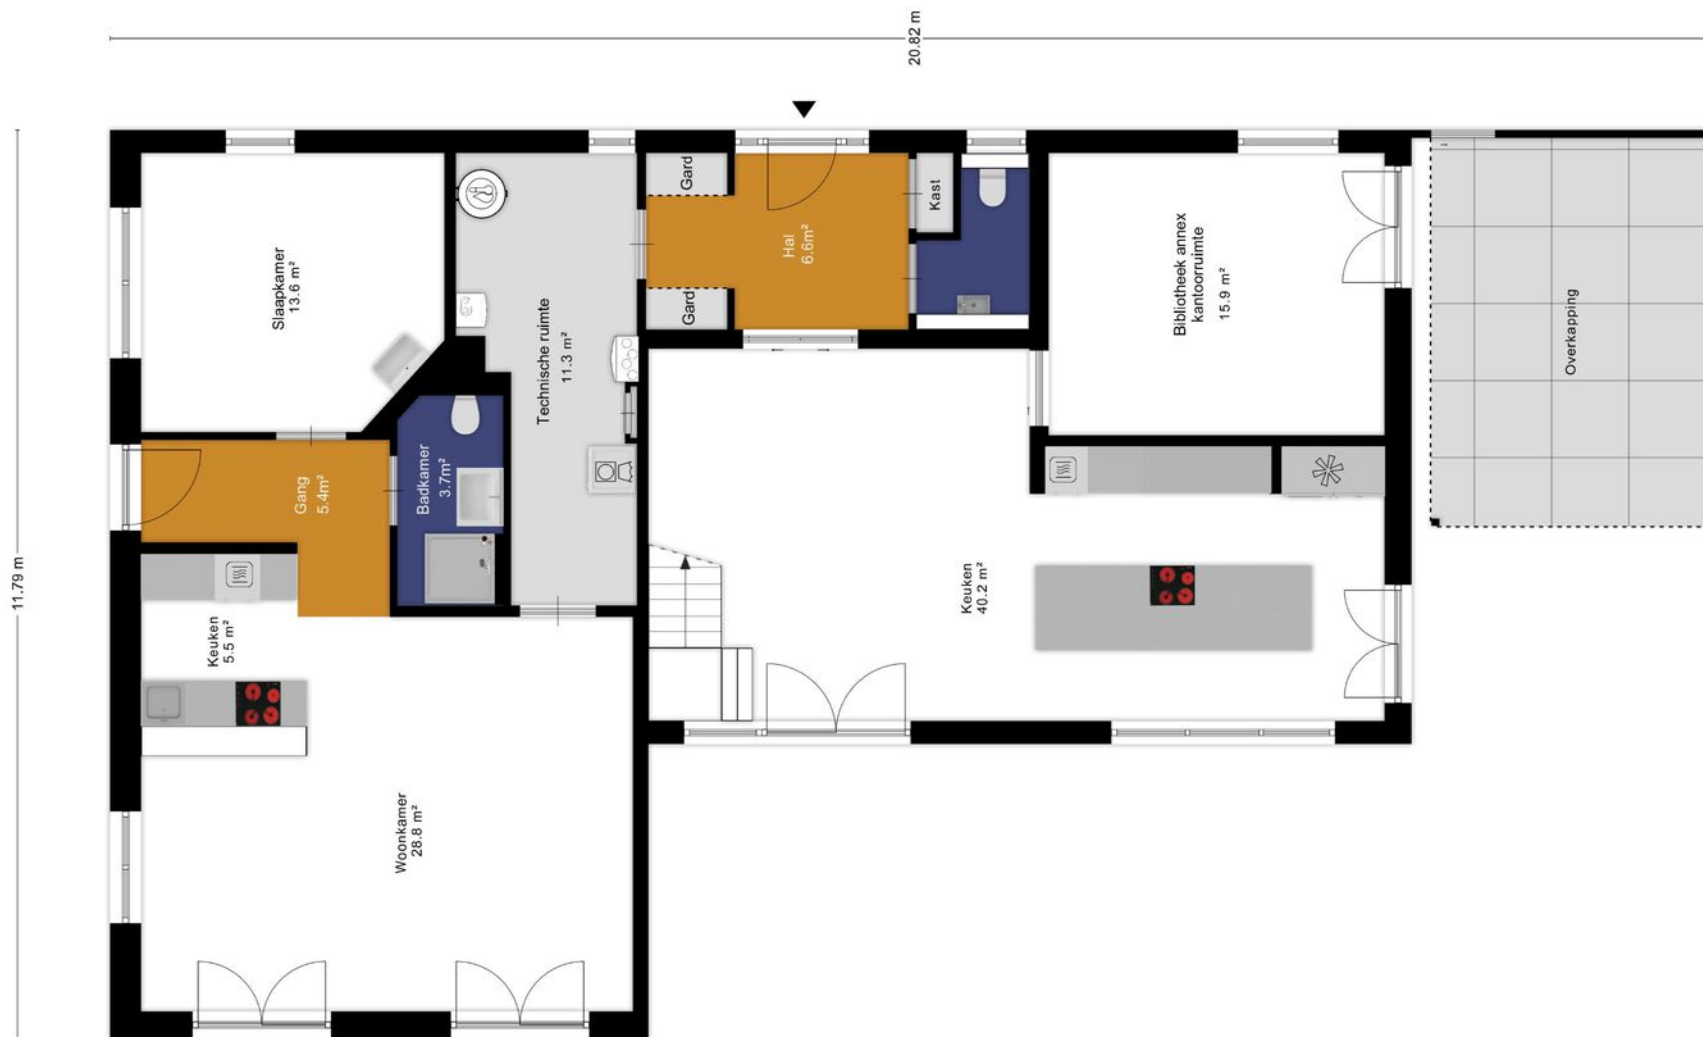 20.82 m
11.79 m
Slaapkamer
13.6 m²
Technische ruimte
11.3 m²
Gard
Gard
Hal
6.6m²
Kast
Bibliotheek annex
kantoorruimte
15.9 m²
Overkapping
Gang
5.4m²
Badkamer
3.7m²
Keuken
5.5 m²
Keuken
40.2 m²
Woonkamer
28.8 m²